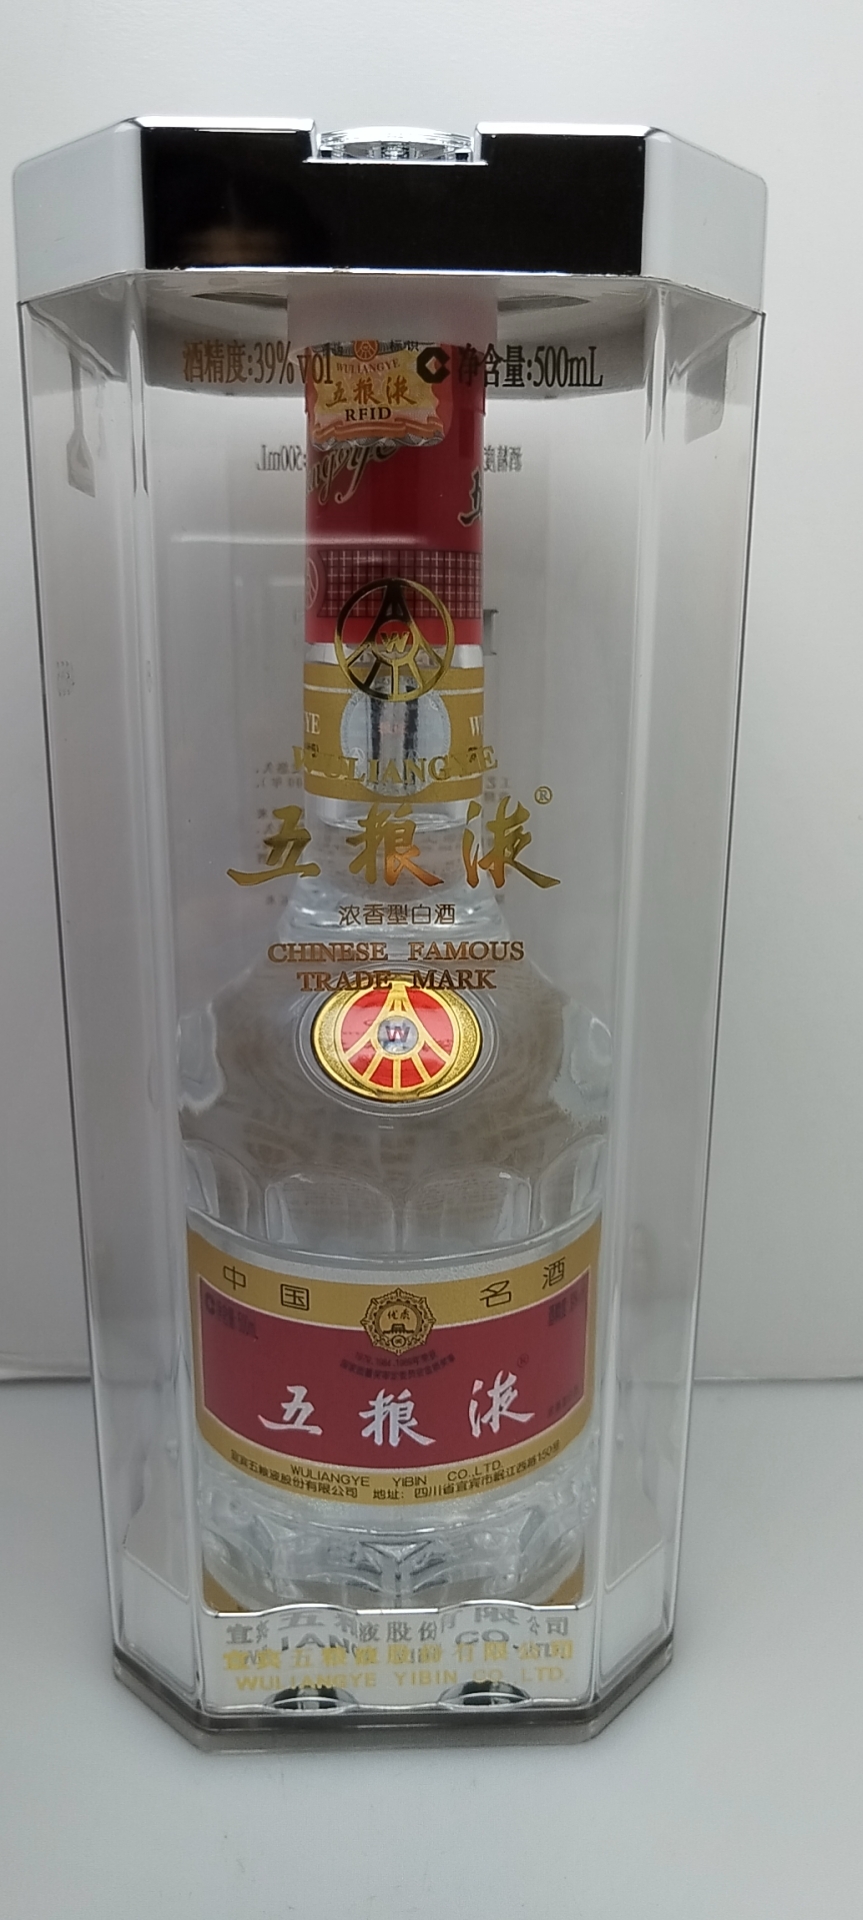 酒精度:39%vol 净含量:500mL
WULIANGYE
五粮液
RFID
W
YE
WULIANGYE
五粮液®
浓香型白酒
CHINESE FAMOUS
TRADE MARK
W
中国名酒
优质
五粮液®
WULIANGYE YIBIN CO.,LTD.
宜宾五粮液股份有限公司 地址：四川省宜宾市岷江西路150号
宜宾五粮液股份有限公司
WULIANGYE YIBIN CO., LTD.